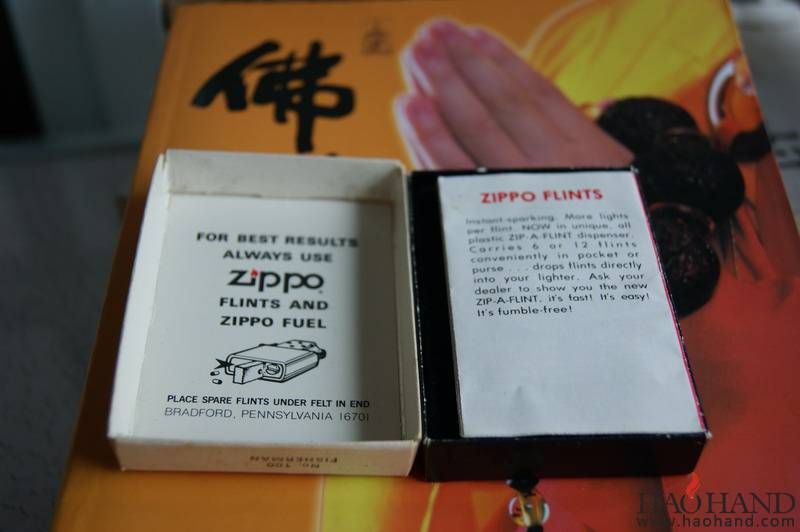 佛
FOR BEST RESULTS
ALWAYS USE
Zippo
FLINTS AND
ZIPPO FUEL
PLACE SPARE FLINTS UNDER FELT IN END
BRADFORD, PENNSYLVANIA 16701
No. 180
FISHERMAN
ZIPPO FLINTS
Instant-sparking. More lights
per flint. NOW in unique, all
plastic ZIP-A-FLINT dispenser.
Carries 6 or 12 flints
conveniently in pocket or
purse . . . drops flints directly
into your lighter. Ask your
dealer to show you the new
ZIP-A-FLINT. it's fast! It's easy!
It's fumble-free!
HAOHAND
www.haohand.com